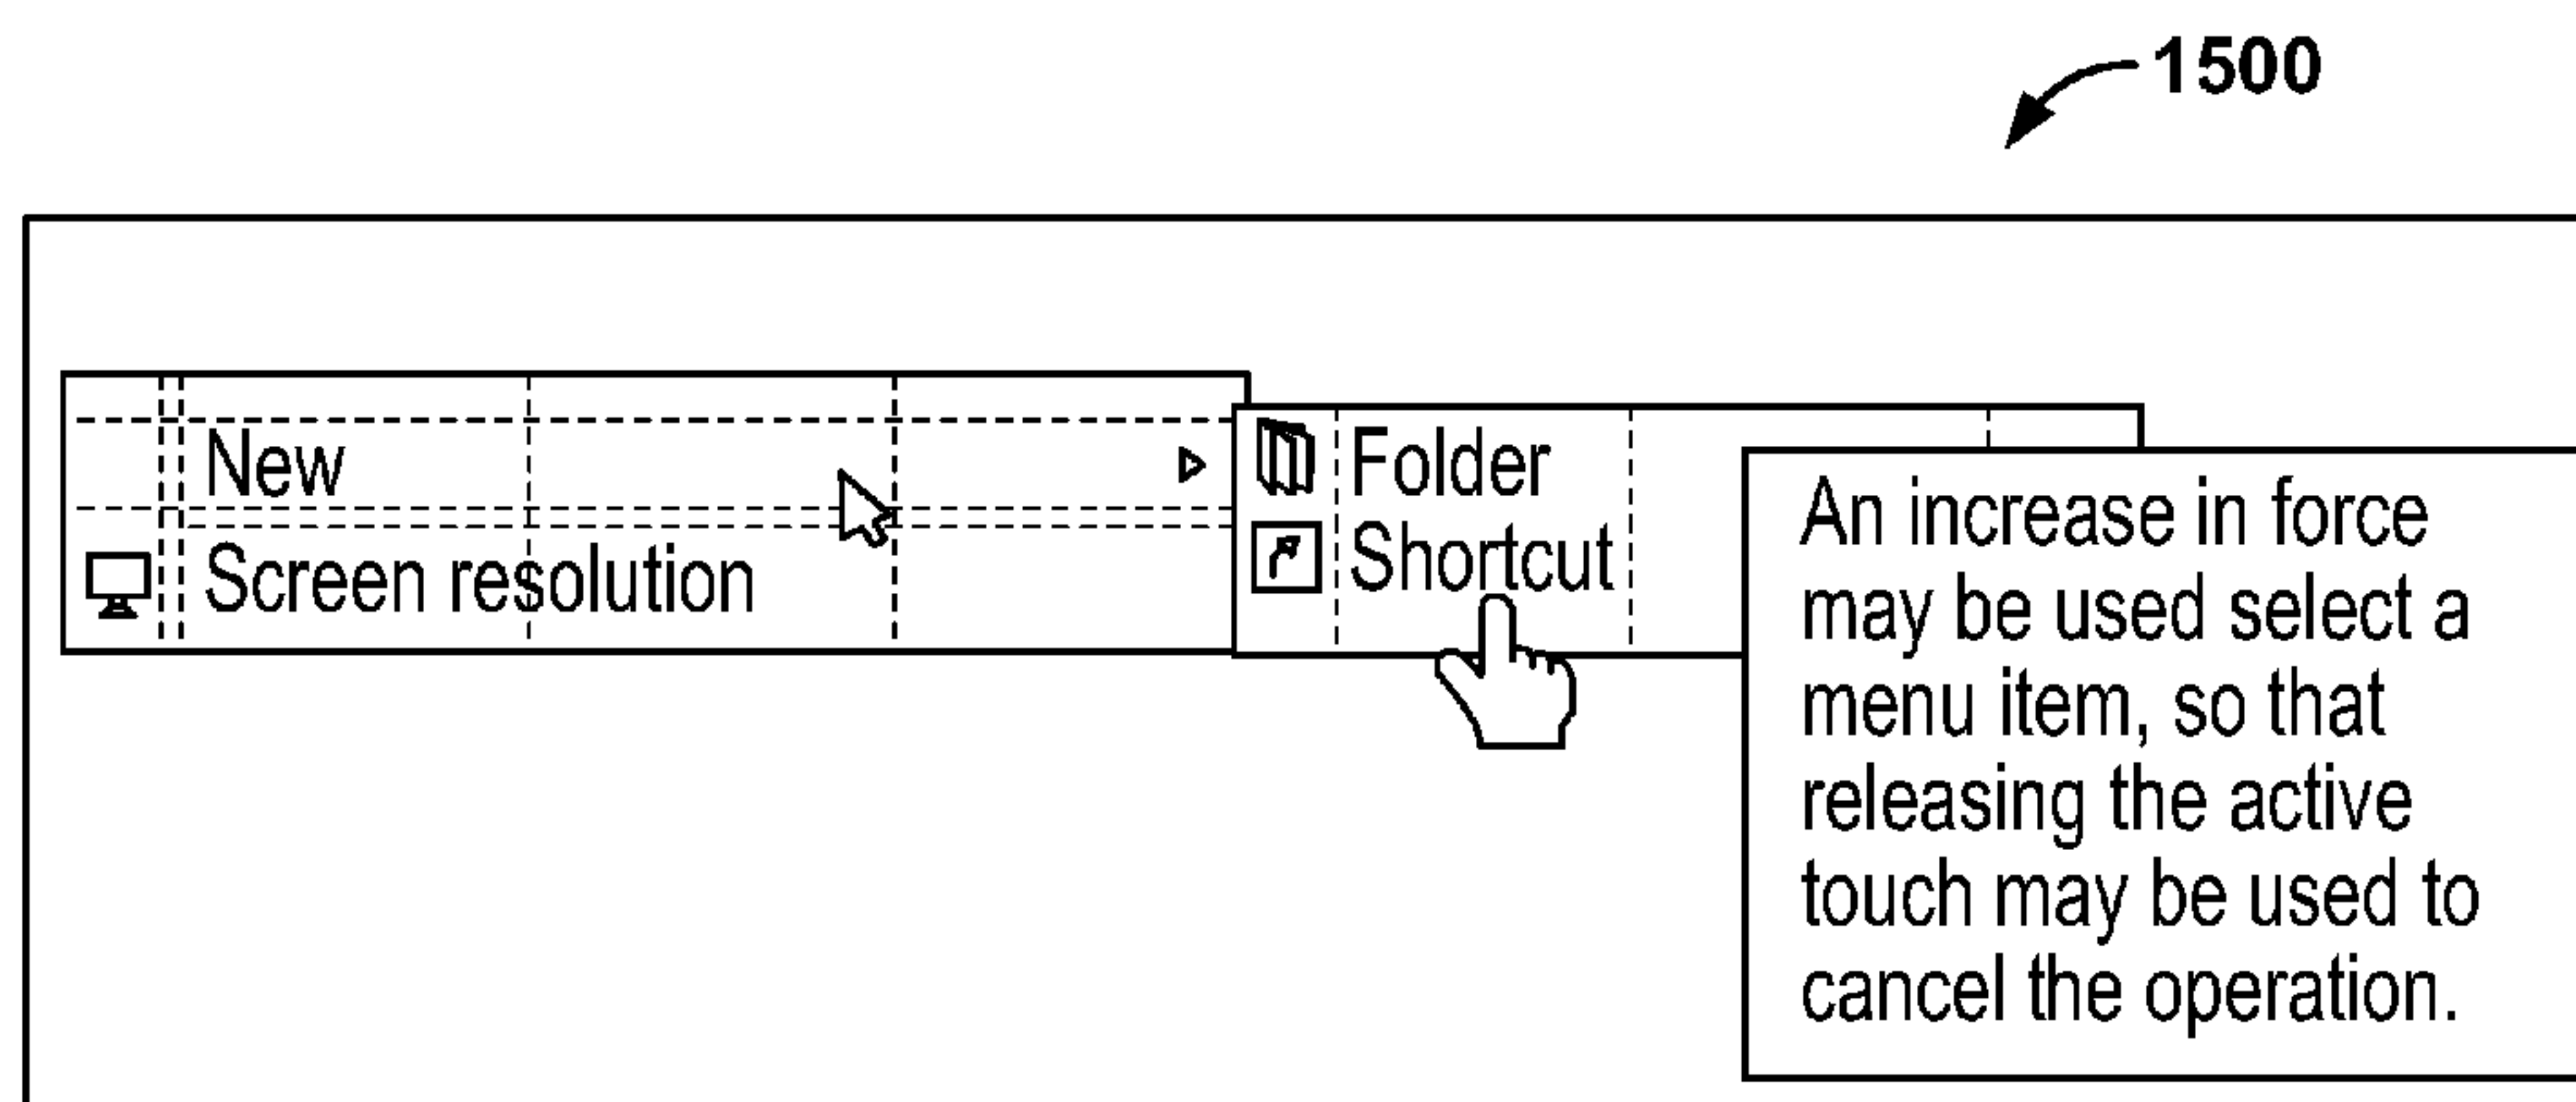 1500
New
Screen resolution
Folder
Shortcut
An increase in force
may be used select a
menu item, so that
releasing the active
touch may be used to
cancel the operation.